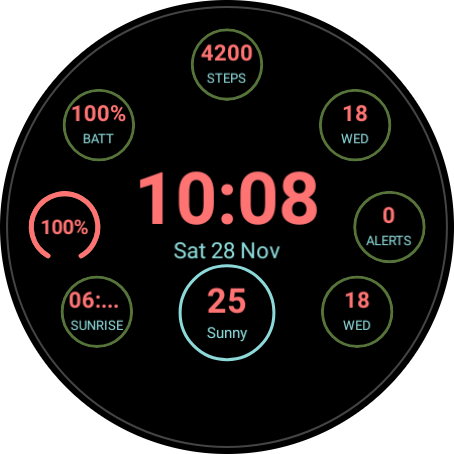 4200
STEPS
100%
BATT
18
WED
10:08
100%
0
ALERTS
Sat 28 Nov
06:...
SUNRISE
25
Sunny
18
WED